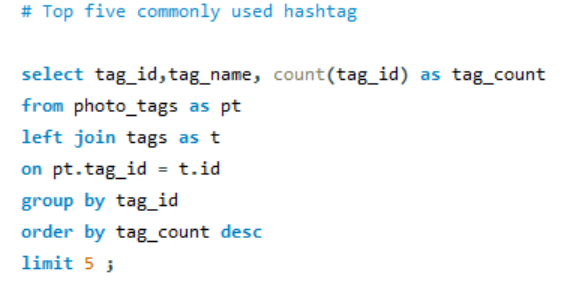 # Top five commonly used hashtag
select tag_id,tag_name, count(tag_id) as tag_count
from photo_tags as pt
left join tags as t
on pt.tag_id = t.id
group by tag_id
order by tag_count desc
limit 5 ;